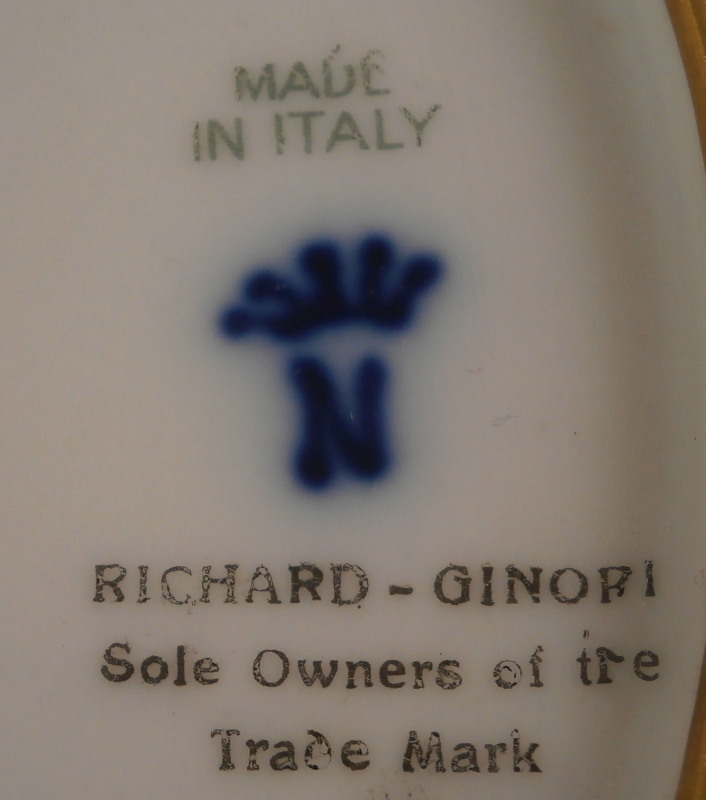 MADE
IN ITALY
N
RICHARD - GINORI
Sole Owners of the
Trade Mark